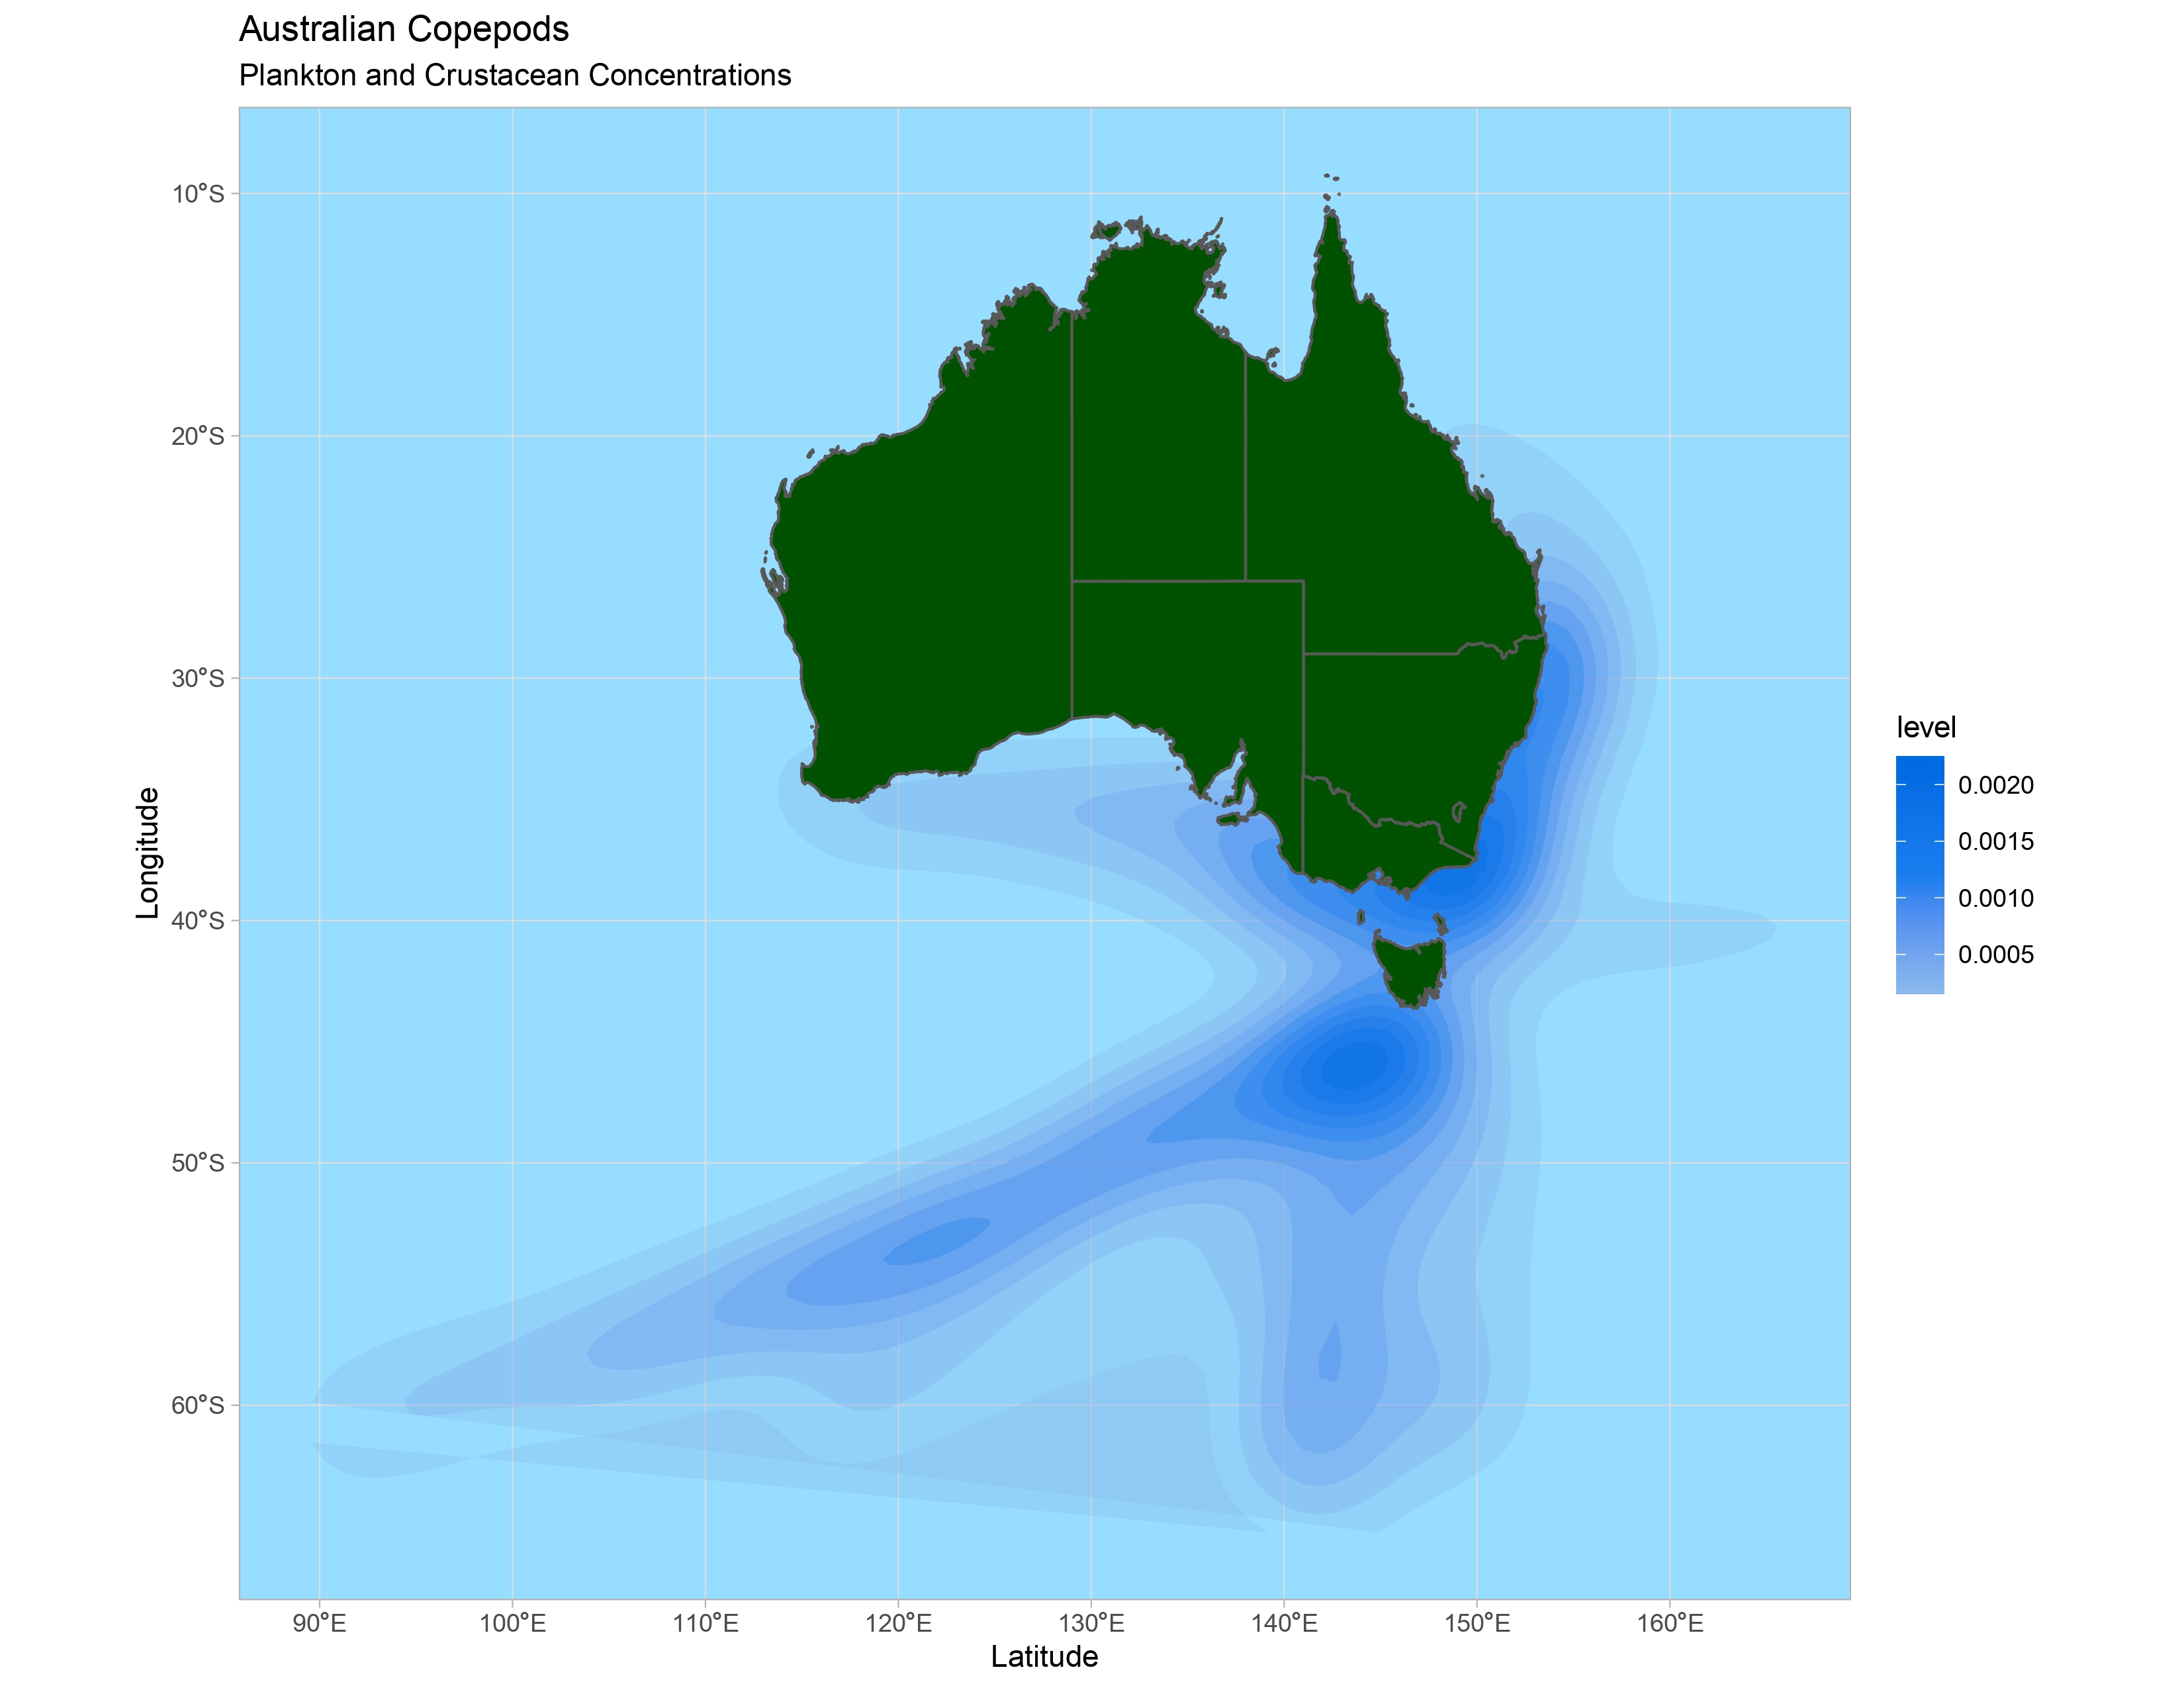 Australian Copepods
Plankton and Crustacean Concentrations
10°S
20°S
30°S
40°S
50°S
60°S
Longitude
90°E
100°E
110°E
120°E
130°E
140°E
150°E
160°E
Latitude
level
0.0020
0.0015
0.0010
0.0005